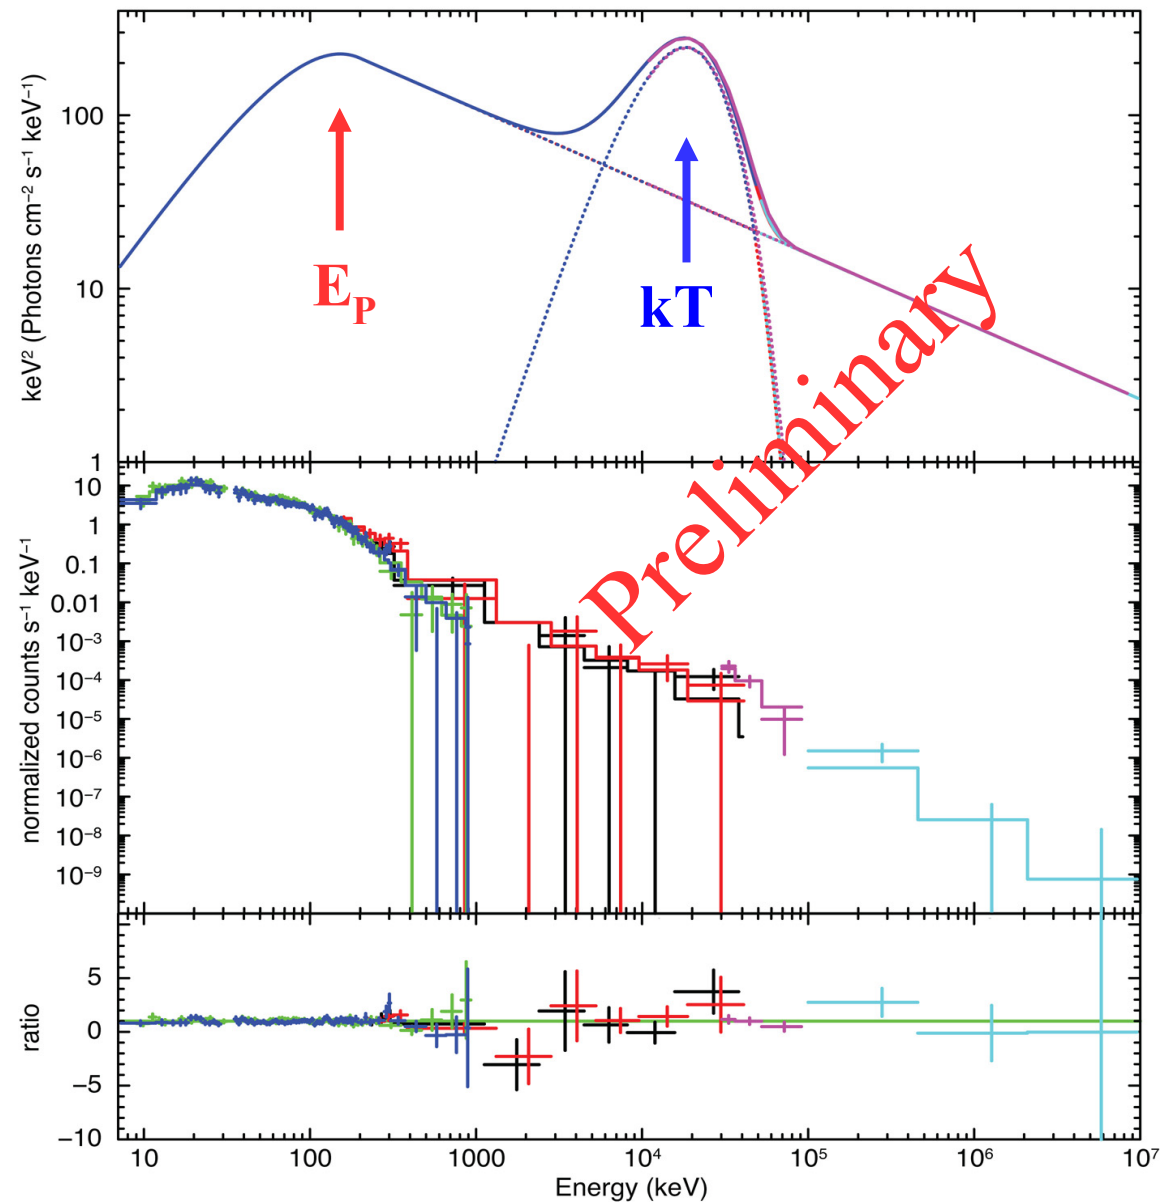 keV² (Photons cm⁻² s⁻¹ keV⁻¹)
100
10
1
E_P
kT
Preliminary
normalized counts s⁻¹ keV⁻¹
10
1
0.1
0.01
10⁻³
10⁻⁴
10⁻⁵
10⁻⁶
10⁻⁷
10⁻⁸
10⁻⁹
ratio
5
0
−5
−10
10 100 1000 10⁴ 10⁵ 10⁶ 10⁷
Energy (keV)